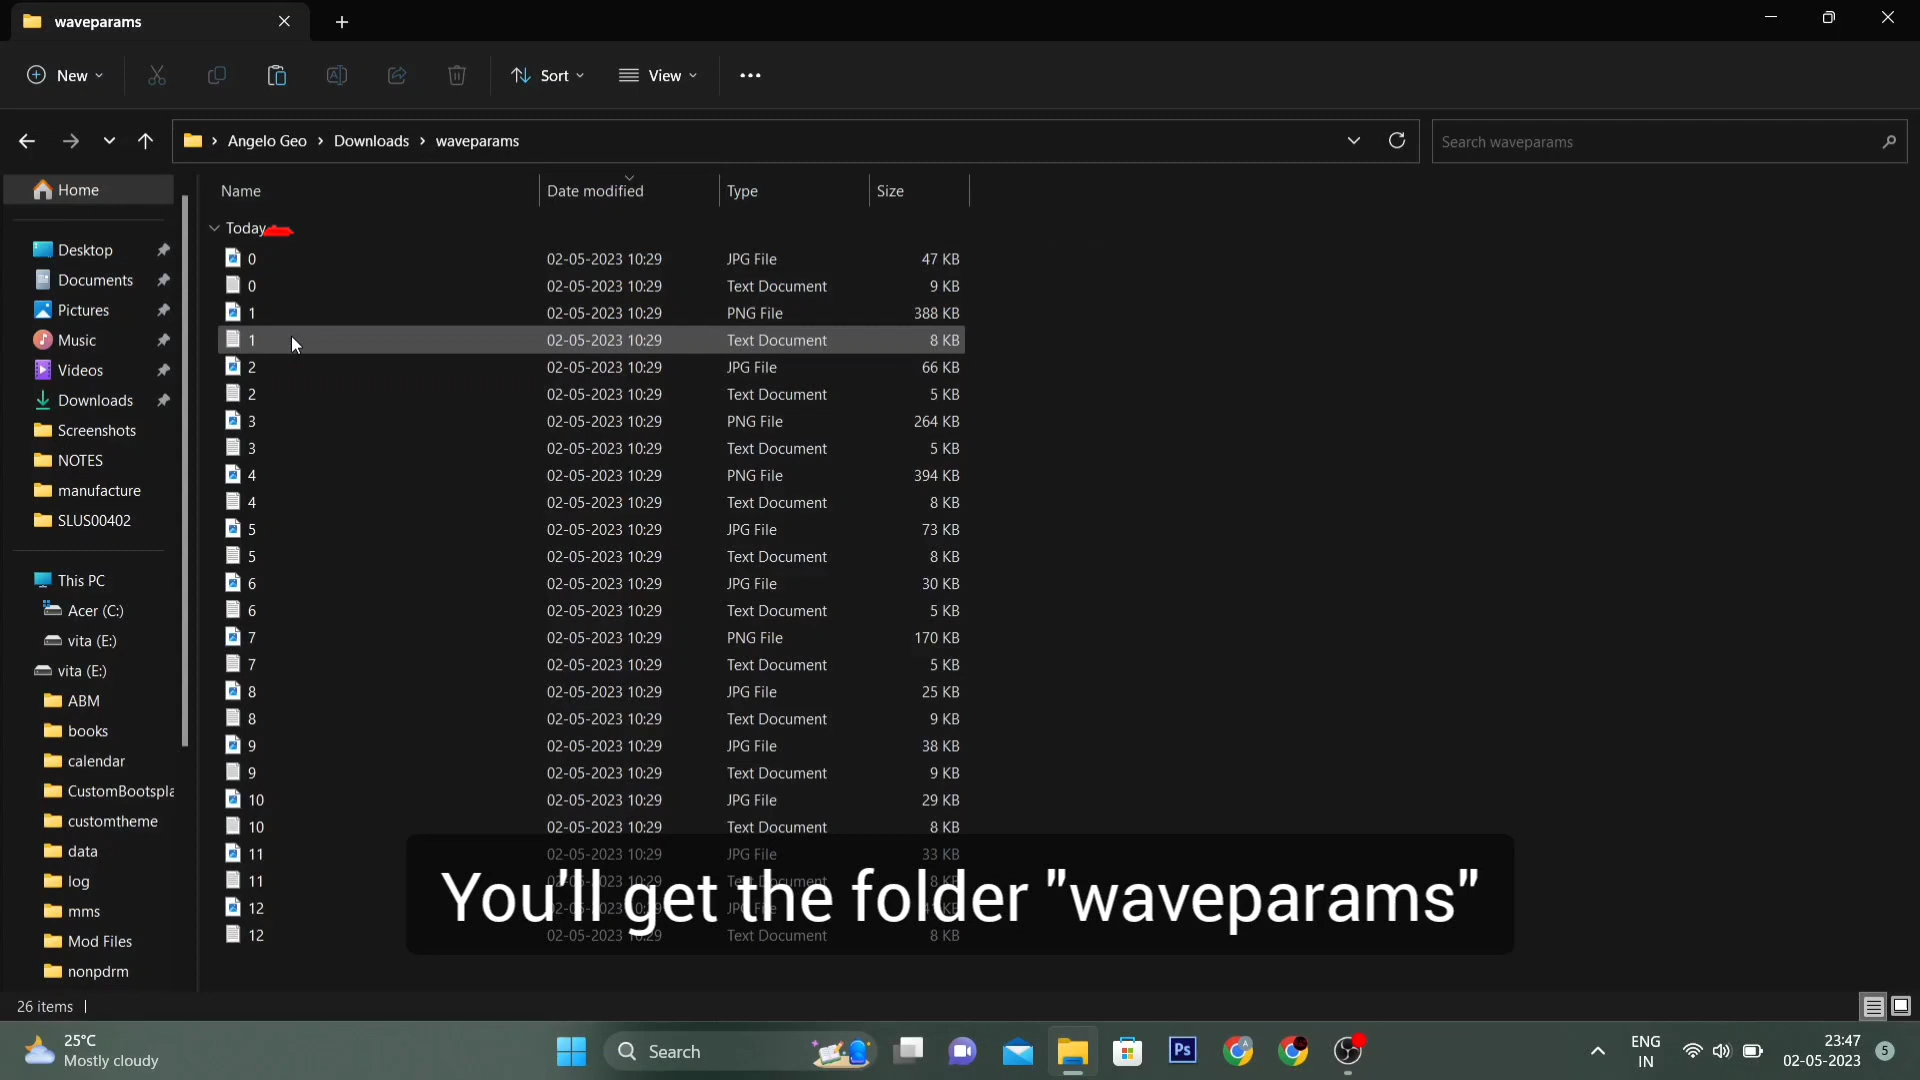 waveparams
New
Sort
View
Angelo Geo > Downloads > waveparams
Search waveparams
Home
Desktop
Documents
Pictures
Music
Videos
Downloads
Screenshots
NOTES
manufacture
SLUS00402
This PC
Acer (C:)
vita (E:)
vita (E:)
ABM
books
calendar
CustomBootspla
customtheme
data
log
mms
Mod Files
nonpdrm
Name Date modified Type Size
Today
0 02-05-2023 10:29 JPG File 47 KB
0 02-05-2023 10:29 Text Document 9 KB
1 02-05-2023 10:29 PNG File 388 KB
1 02-05-2023 10:29 Text Document 8 KB
2 02-05-2023 10:29 JPG File 66 KB
2 02-05-2023 10:29 Text Document 5 KB
3 02-05-2023 10:29 PNG File 264 KB
3 02-05-2023 10:29 Text Document 5 KB
4 02-05-2023 10:29 PNG File 394 KB
4 02-05-2023 10:29 Text Document 8 KB
5 02-05-2023 10:29 JPG File 73 KB
5 02-05-2023 10:29 Text Document 8 KB
6 02-05-2023 10:29 JPG File 30 KB
6 02-05-2023 10:29 Text Document 5 KB
7 02-05-2023 10:29 PNG File 170 KB
7 02-05-2023 10:29 Text Document 5 KB
8 02-05-2023 10:29 JPG File 25 KB
8 02-05-2023 10:29 Text Document 9 KB
9 02-05-2023 10:29 JPG File 38 KB
9 02-05-2023 10:29 Text Document 9 KB
10 02-05-2023 10:29 JPG File 29 KB
10 02-05-2023 10:29 Text Document 8 KB
11 02-05-2023 10:29 JPG File 33 KB
11
12
12 02-05-2023 10:29 Text Document 8 KB
You'll get the folder "waveparams"
26 items
25°C
Mostly cloudy
Search
Ps
A
ENG
IN
23:47
02-05-2023
5